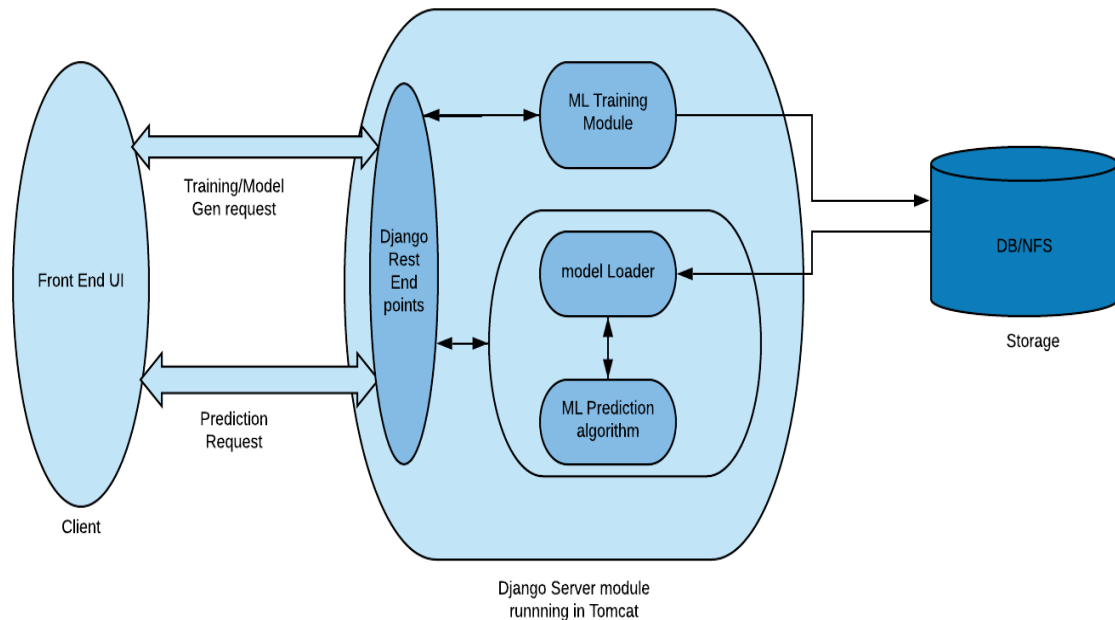 Front End UI
Client
Training/Model
Gen request
Prediction
Request
Django
Rest
End
points
ML Training
Module
model Loader
ML Prediction
algorithm
Django Server module
runnning in Tomcat
DB/NFS
Storage